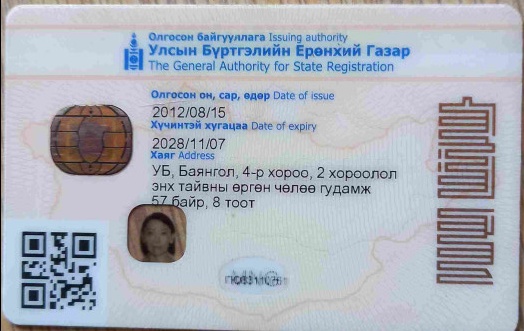 Олгосон байгууллага Issuing authority
Улсын Бүртгэлийн Ерөнхий Газар
The General Authority for State Registration
Олгосон он, сар, өдөр Date of issue
2012/08/15
Хүчинтэй хугацаа Date of expiry
2028/11/07
Хаяг Address
УБ, Баянгол, 4-р хороо, 2 хороолол
энх тайвны өргөн чөлөө гудамж
57 байр, 8 тоот